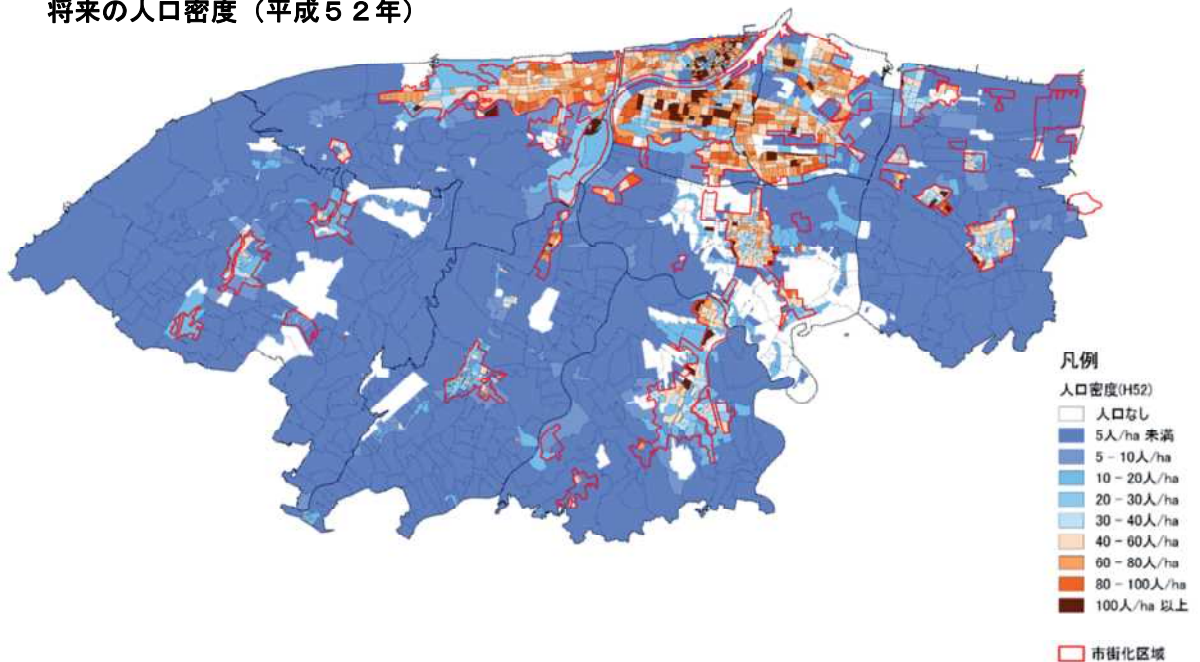 将来の人口密度（平成５２年）
凡例
人口密度(H52)
人口なし
5人/ha 未満
5 - 10人/ha
10 - 20人/ha
20 - 30人/ha
30 - 40人/ha
40 - 60人/ha
60 - 80人/ha
80 - 100人/ha
100人/ha 以上
市街化区域